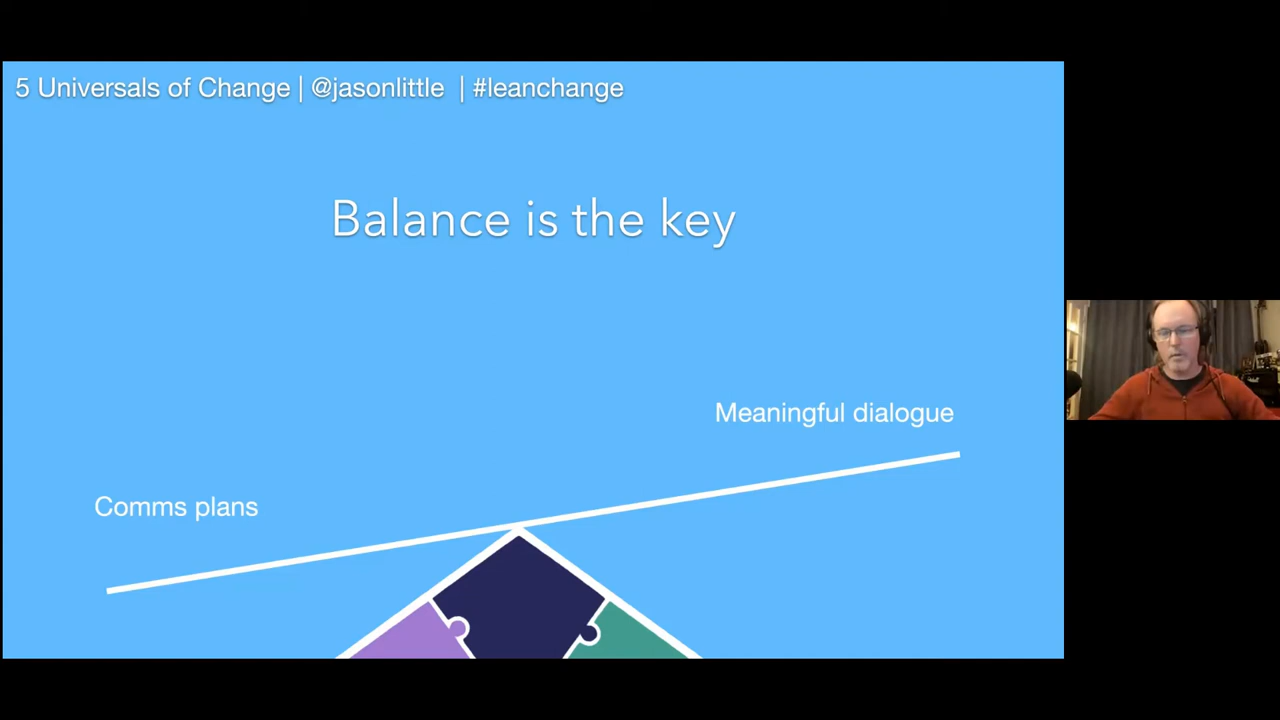 5 Universals of Change | @jasonlittle | #leanchange
Balance is the key
Meaningful dialogue
Comms plans